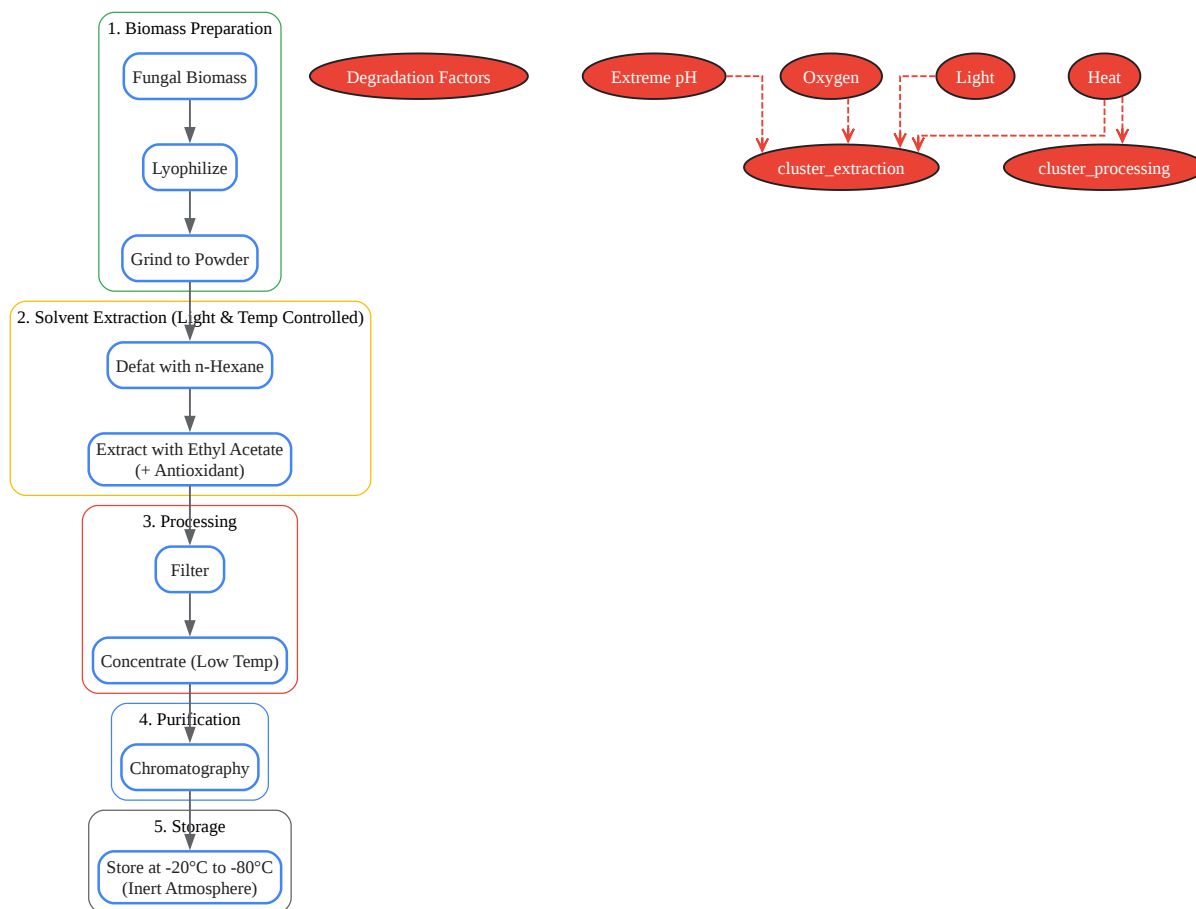 1. Biomass Preparation
Fungal Biomass
Lyophilize
Grind to Powder
2. Solvent Extraction (Light & Temp Controlled)
Defat with n-Hexane
Extract with Ethyl Acetate
(+ Antioxidant)
3. Processing
Filter
Concentrate (Low Temp)
4. Purification
Chromatography
5. Storage
Store at -20°C to -80°C
(Inert Atmosphere)
Degradation Factors
Extreme pH
Oxygen
Light
Heat
cluster_extraction
cluster_processing